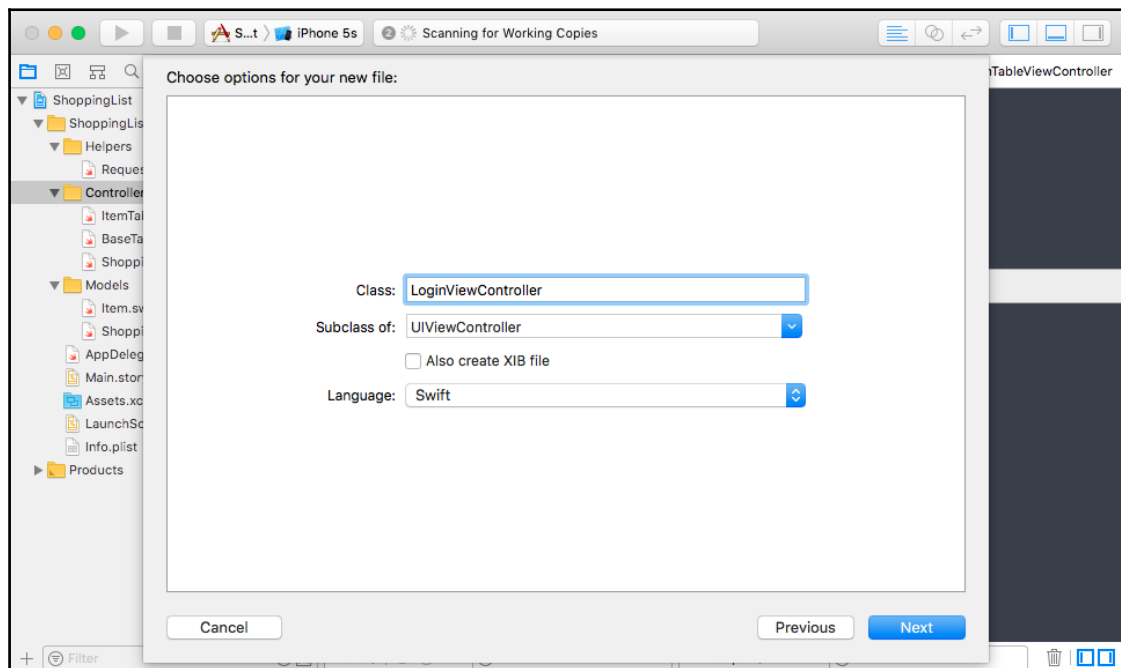 S...t
iPhone 5s
2
Scanning for Working Copies
Choose options for your new file:
TableViewController
ShoppingList
ShoppingLis
Helpers
Reques
Controller
ItemTal
BaseTa
Shoppi
Models
Item.sw
Shoppi
AppDeleg
Main.stor
Assets.xc
LaunchSc
Info.plist
Products
Class: LoginViewController
Subclass of: UIViewController
Also create XIB file
Language: Swift
Cancel
Previous
Next
Filter